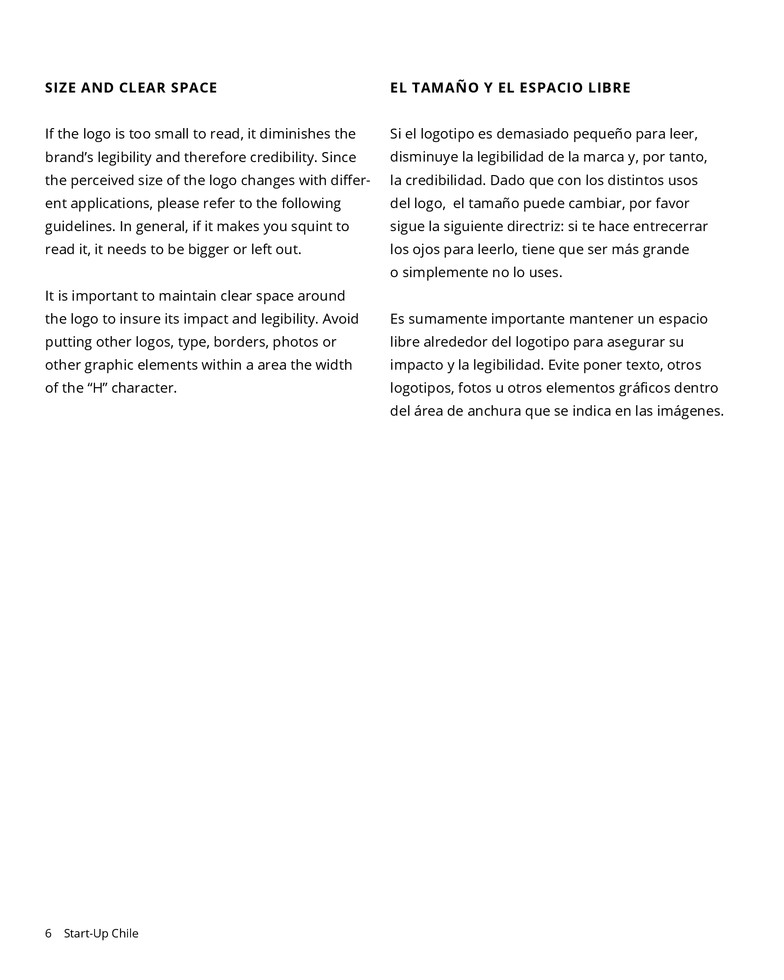 SIZE AND CLEAR SPACE
If the logo is too small to read, it diminishes the
brand’s legibility and therefore credibility. Since
the perceived size of the logo changes with differ-
ent applications, please refer to the following
guidelines. In general, if it makes you squint to
read it, it needs to be bigger or left out.
It is important to maintain clear space around
the logo to insure its impact and legibility. Avoid
putting other logos, type, borders, photos or
other graphic elements within a area the width
of the “H” character.
EL TAMAÑO Y EL ESPACIO LIBRE
Si el logotipo es demasiado pequeño para leer,
disminuye la legibilidad de la marca y, por tanto,
la credibilidad. Dado que con los distintos usos
del logo,  el tamaño puede cambiar, por favor
sigue la siguiente directriz: si te hace entrecerrar
los ojos para leerlo, tiene que ser más grande
o simplemente no lo uses.
Es sumamente importante mantener un espacio
libre alrededor del logotipo para asegurar su
impacto y la legibilidad. Evite poner texto, otros
logotipos, fotos u otros elementos gráficos dentro
del área de anchura que se indica en las imágenes.
6 Start-Up Chile